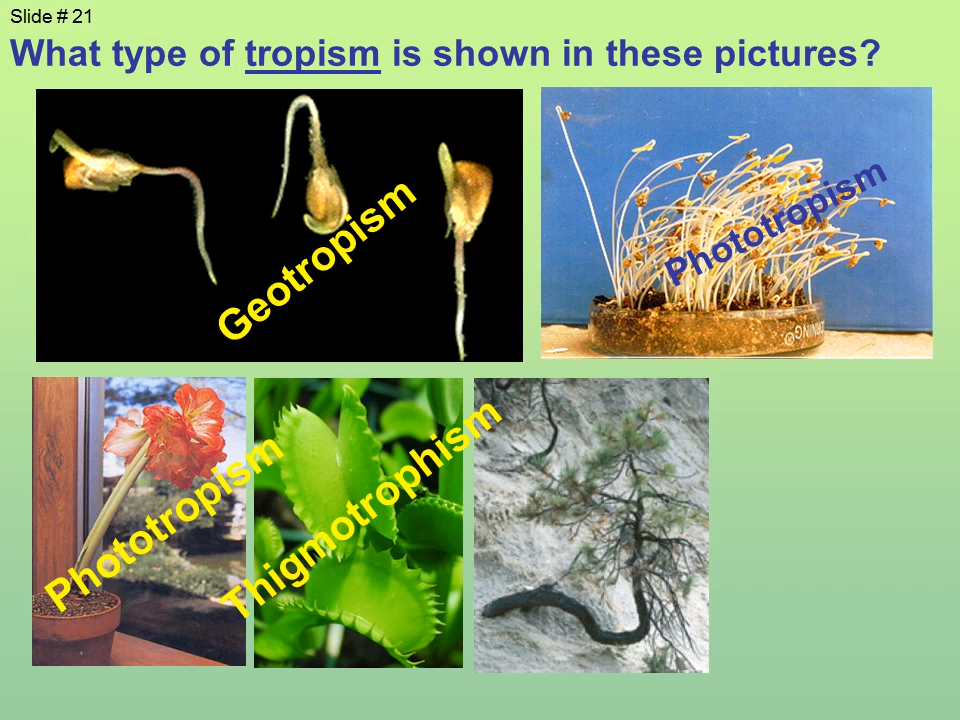 Slide # 21
What type of tropism is shown in these pictures?
Geotropism
Phototropism
Phototropism
Thigmotrophism